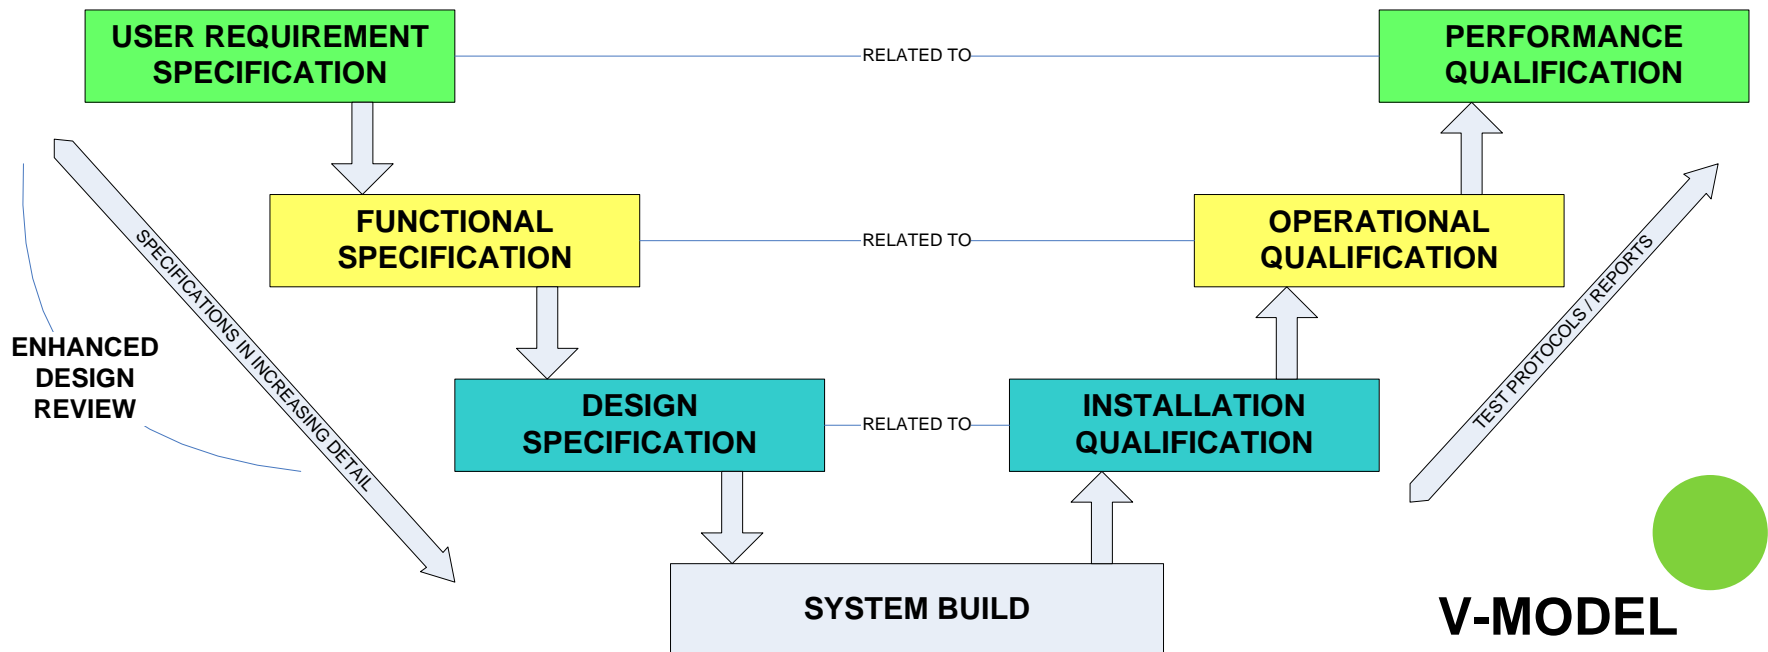 USER REQUIREMENT
SPECIFICATION
RELATED TO
PERFORMANCE
QUALIFICATION
FUNCTIONAL
SPECIFICATION
RELATED TO
OPERATIONAL
QUALIFICATION
SPECIFICATIONS IN INCREASING DETAIL
TEST PROTOCOLS / REPORTS
ENHANCED
DESIGN
REVIEW
DESIGN
SPECIFICATION
RELATED TO
INSTALLATION
QUALIFICATION
SYSTEM BUILD
V-MODEL